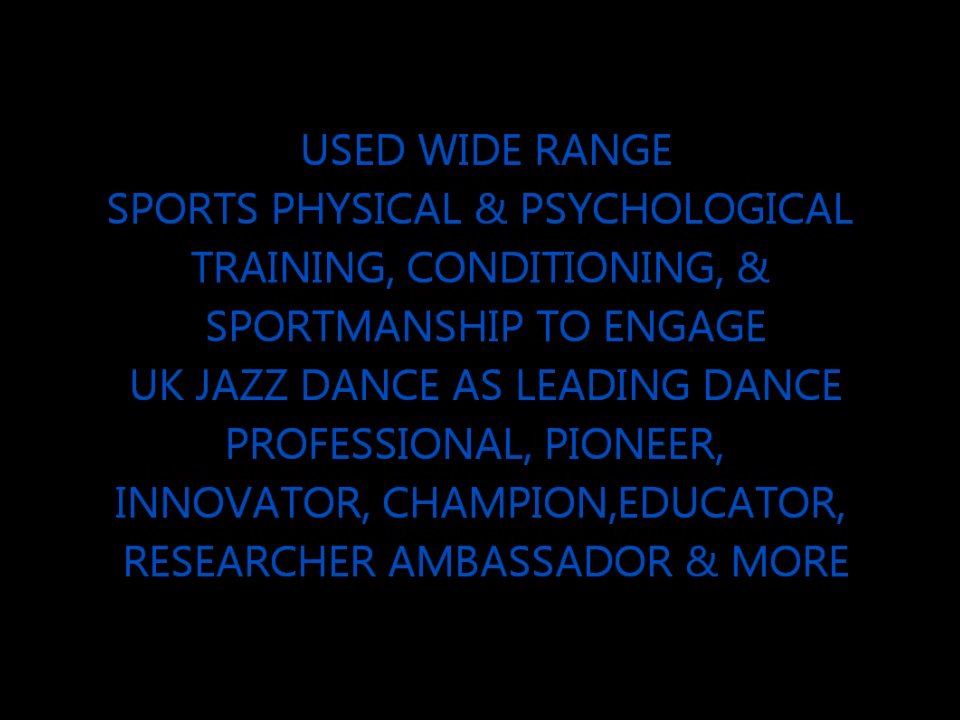 USED WIDE RANGE
SPORTS PHYSICAL & PSYCHOLOGICAL
TRAINING, CONDITIONING, &
SPORTMANSHIP TO ENGAGE
UK JAZZ DANCE AS LEADING DANCE
PROFESSIONAL, PIONEER,
INNOVATOR, CHAMPION,EDUCATOR,
RESEARCHER AMBASSADOR & MORE